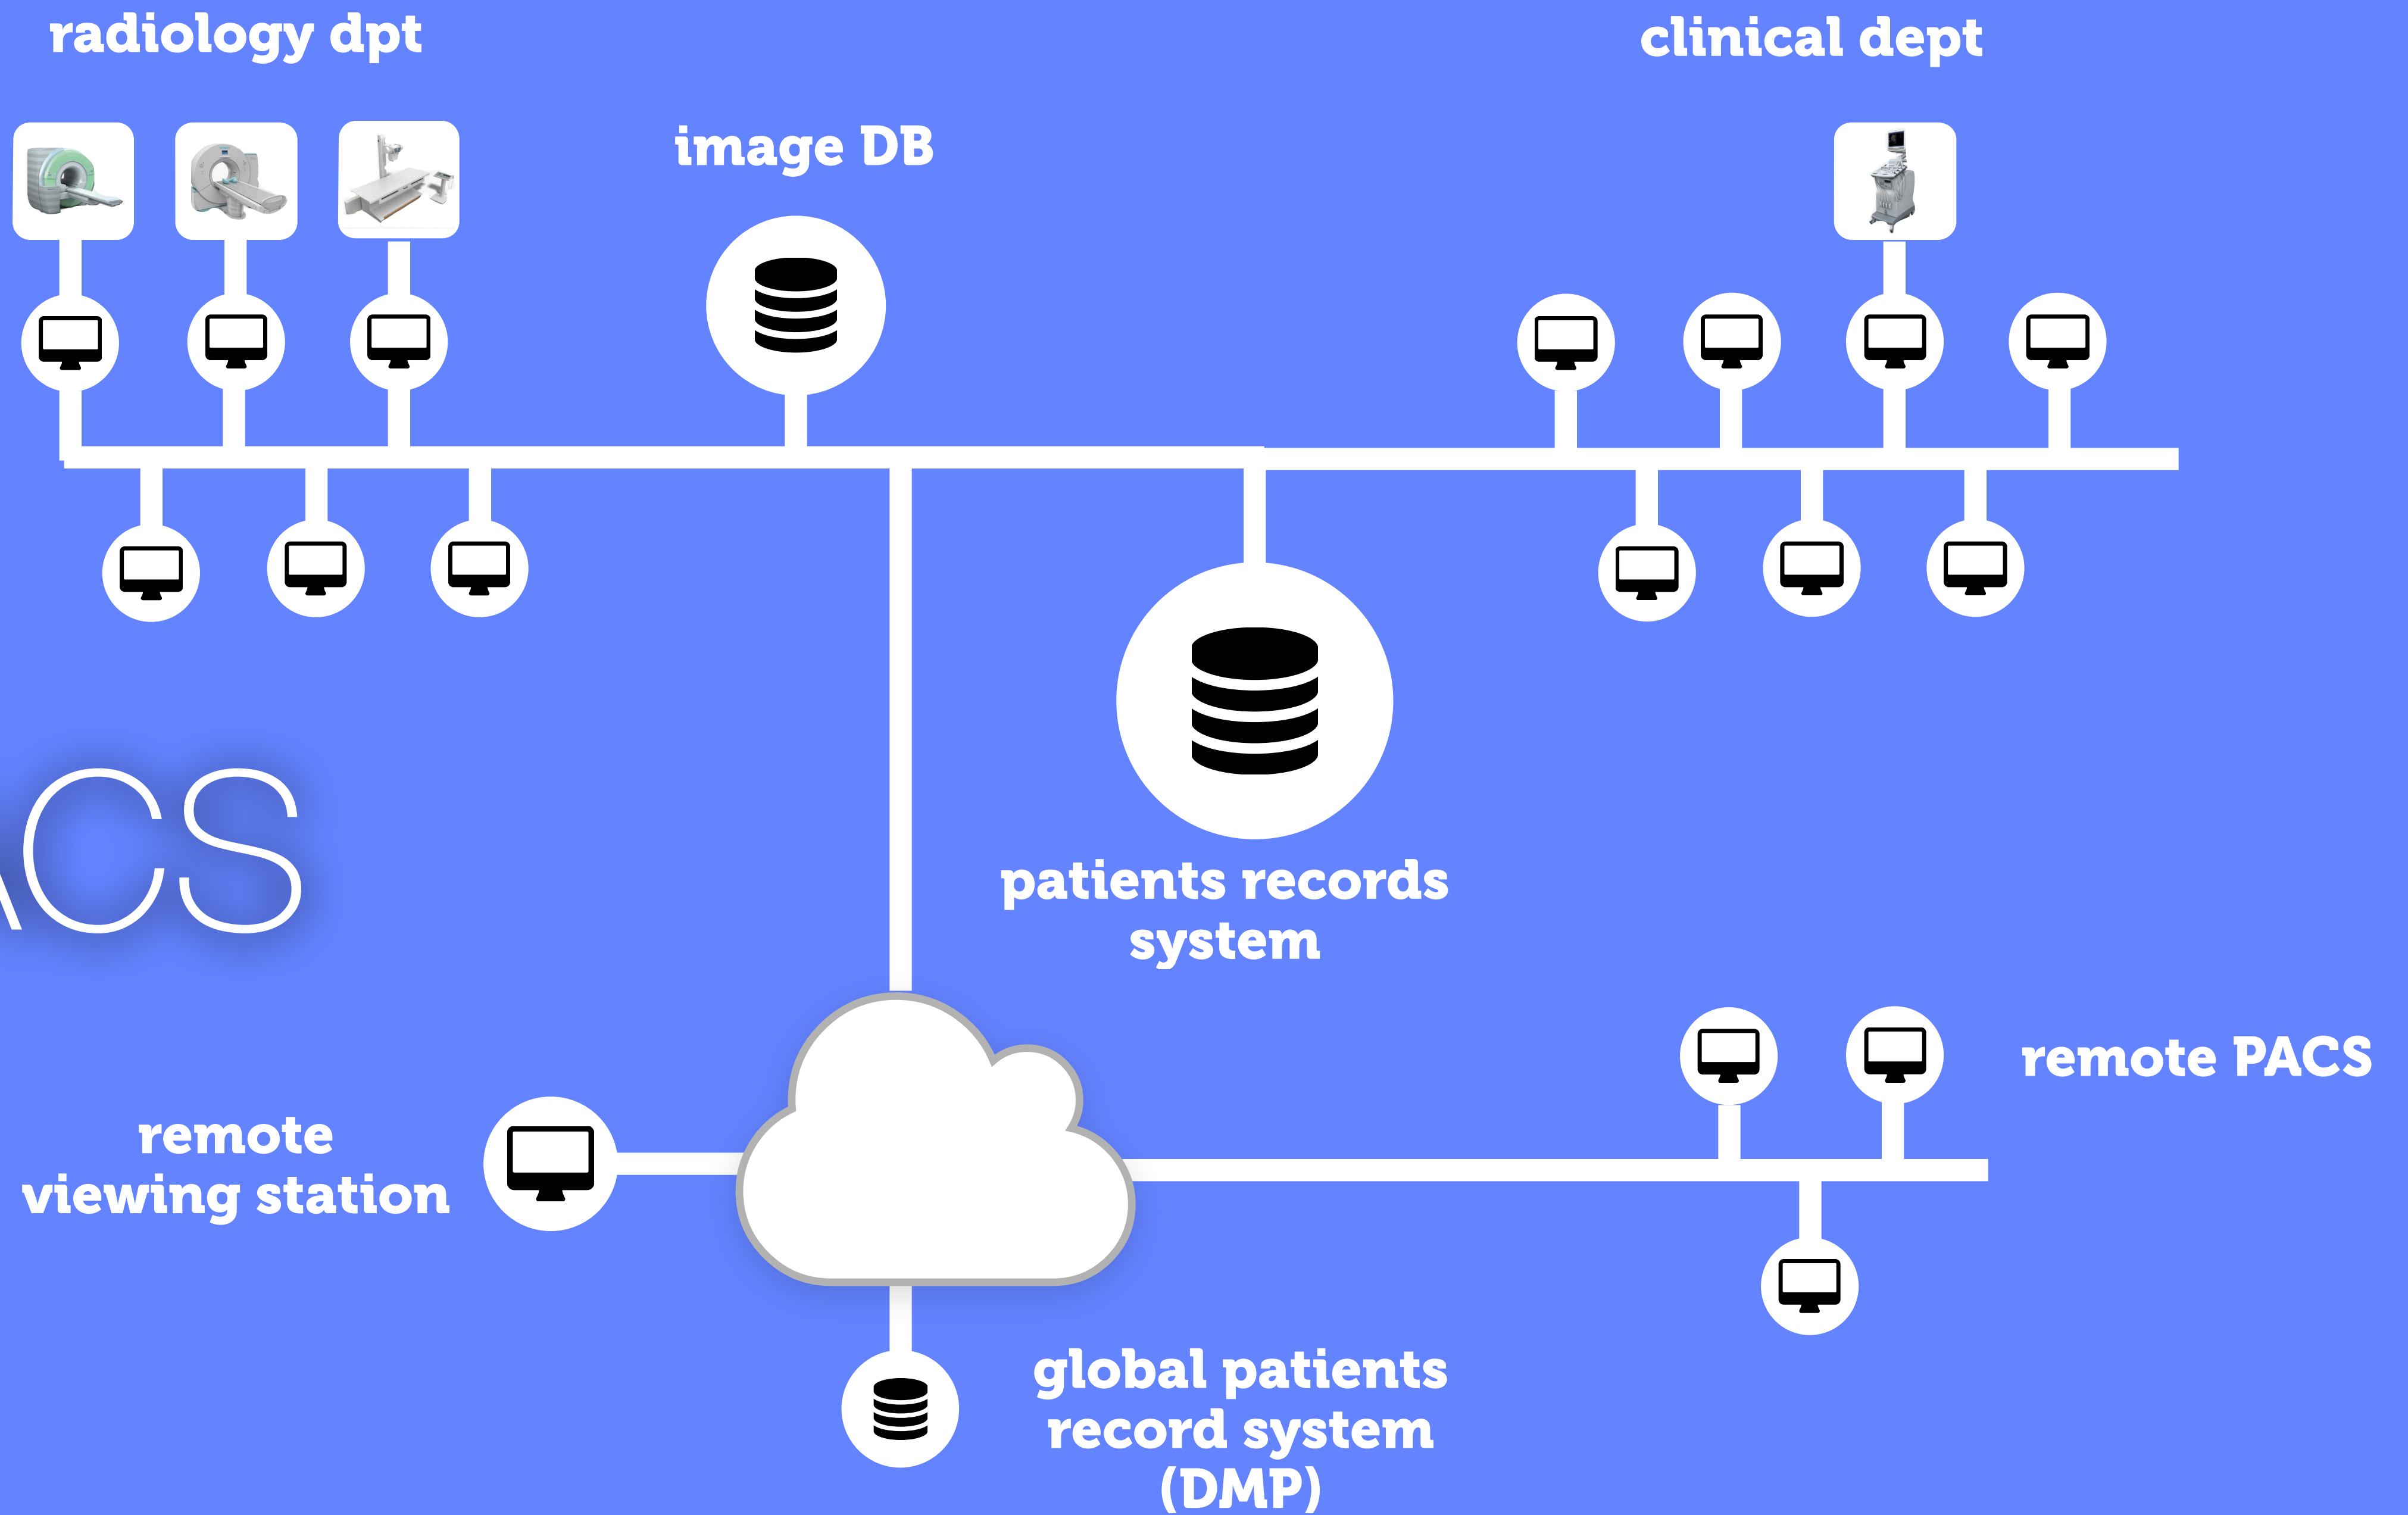 radiology dpt
clinical dept
image DB
patients records
system
ACS
remote PACS
remote
viewing station
global patients
record system
(DMP)